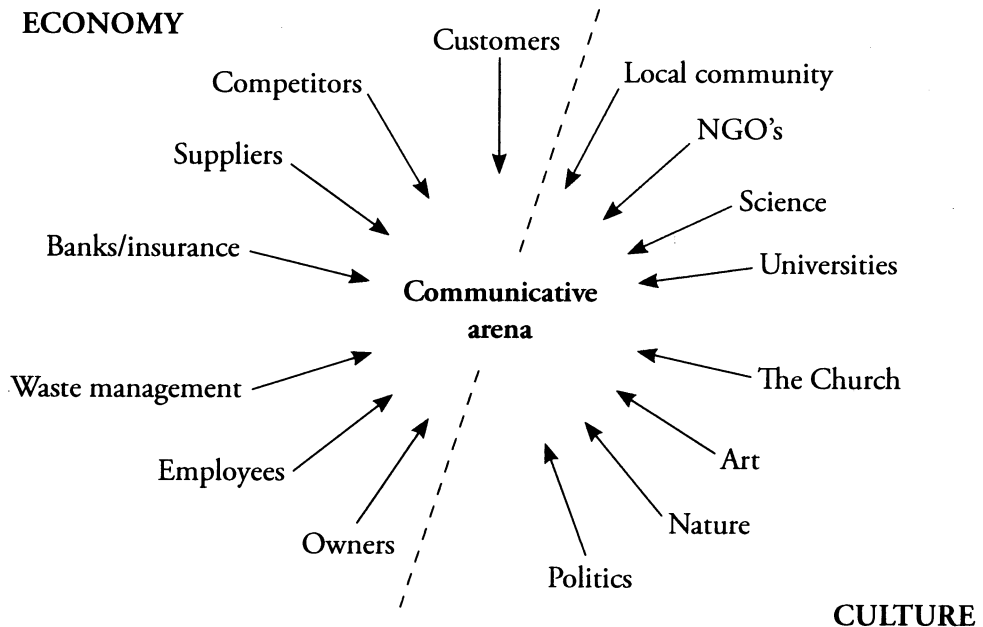 ECONOMY
Customers
Competitors
Local community
NGO's
Suppliers
Science
Banks/insurance
Universities
Communicative
arena
Waste management
The Church
Employees
Art
Nature
Owners
Politics
CULTURE